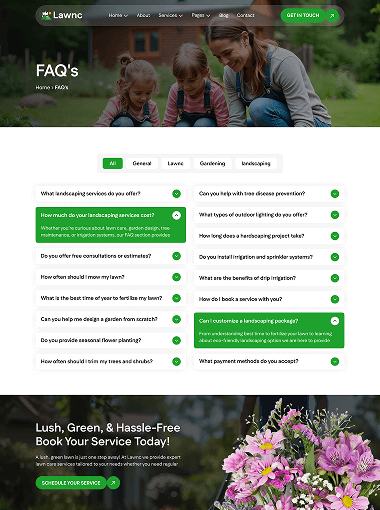 Lawnc
Home About Services Pages Blog Contact
GET IN TOUCH
FAQ's
Home › FAQ's
All General Lawnc Gardening landscaping
What landscaping services do you offer?
How much do your landscaping services cost?
Whether you're curious about lawn care, garden design, tree
maintenance, or irrigation systems, our FAQ section provides
Do you offer free consultations or estimates?
How often should I mow my lawn?
What is the best time of year to fertilize my lawn?
Can you help me design a garden from scratch?
Do you provide seasonal flower planting?
How often should I trim my trees and shrubs?
Can you help with tree disease prevention?
What types of outdoor lighting do you offer?
How long does a hardscaping project take?
Do you install irrigation and sprinkler systems?
What are the benefits of drip irrigation?
How do I book a service with you?
Can I customize a landscaping package?
From understanding best time to fertilize your lawn to learning
about eco-friendly landscaping option we are here to provide
What payment methods do you accept?
Lush, Green, & Hassle-Free
Book Your Service Today!
A lush, green lawn is just one step away! At Lawnc we provide expert
lawn care services tailored to your needs whether you need regular
SCHEDULE YOUR SERVICE